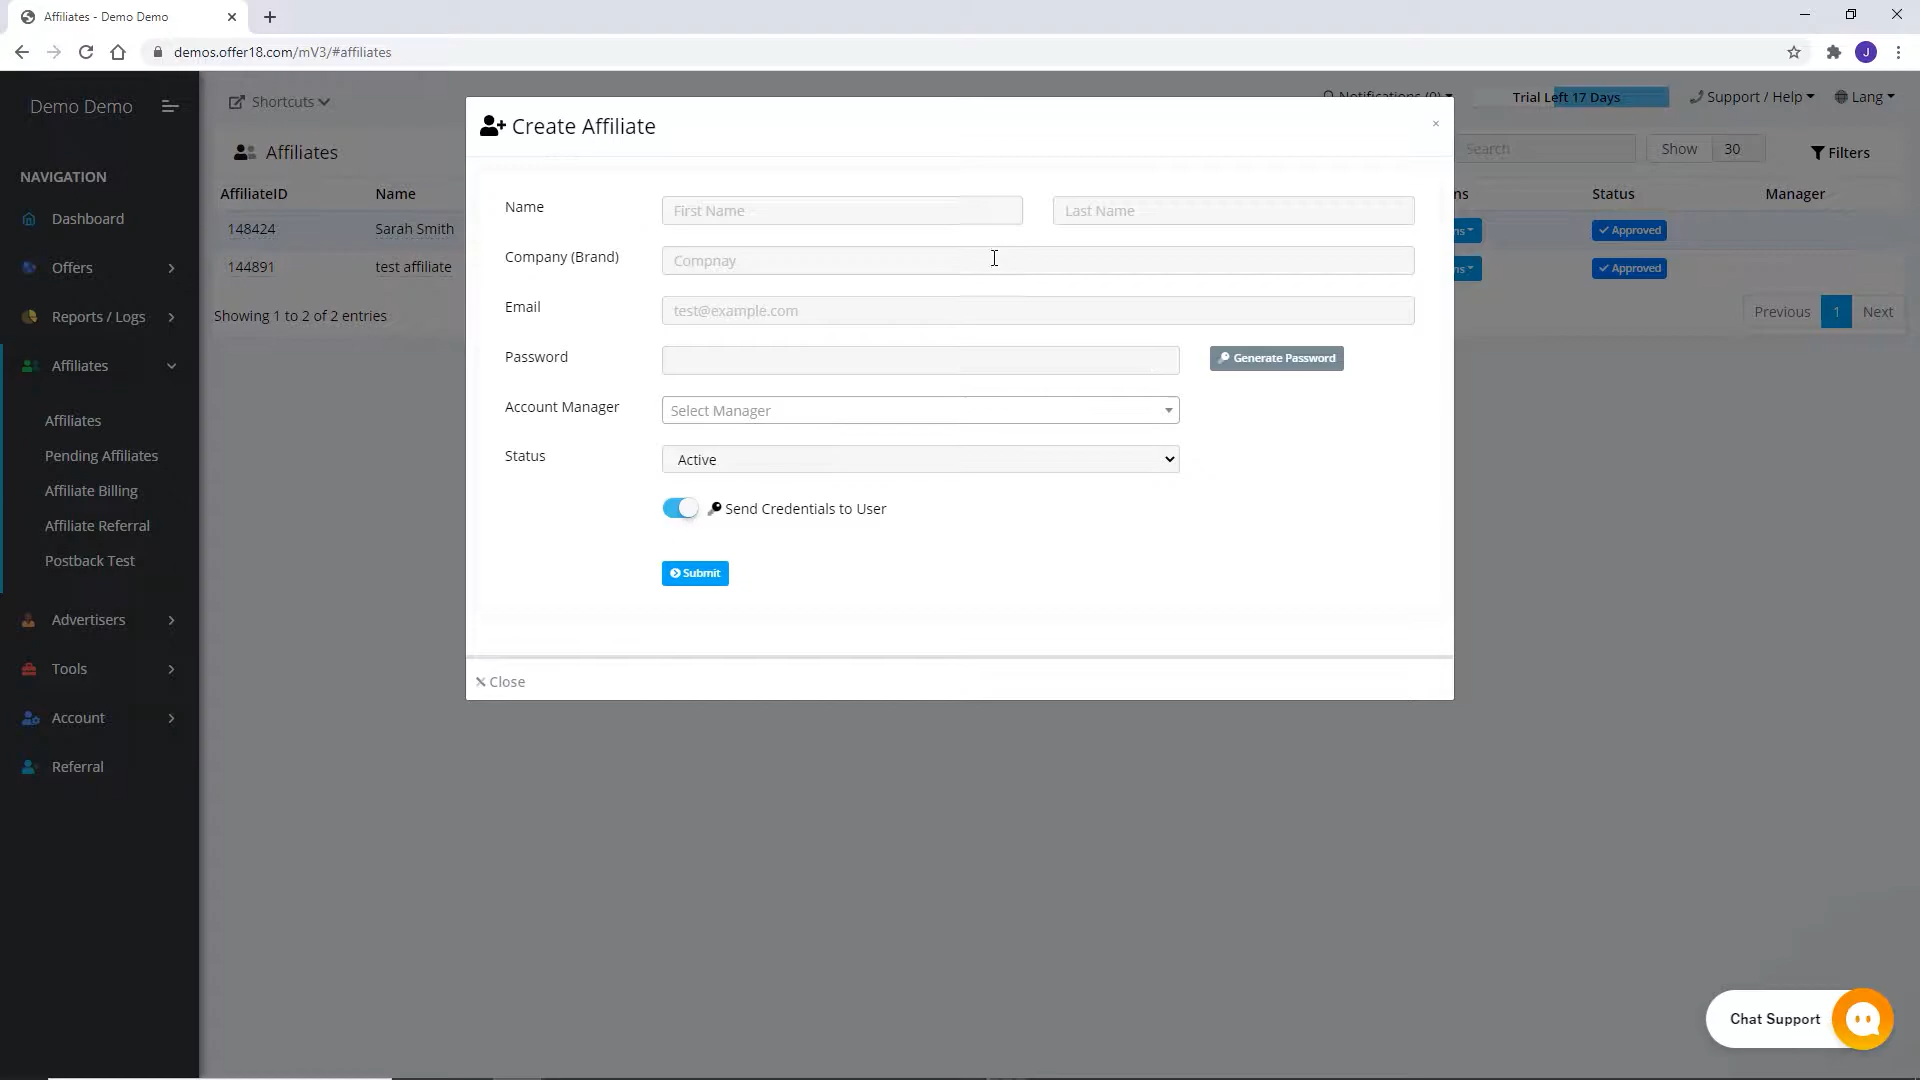 Affiliates - Demo Demo
demos.offer18.com/mV3/#affiliates
J
Demo Demo
Shortcuts
Notifications (0)
Trial Left 17 Days
Support / Help
Lang
Create Affiliate
×
Affiliates
Search
Show 30
Filters
NAVIGATION
AffiliateID Name
ns Status Manager
Dashboard
148424 Sarah Smith
ns Approved
Offers
144891 test affiliate
ns Approved
Showing 1 to 2 of 2 entries
Previous 1 Next
Reports / Logs
Affiliates
Affiliates
Pending Affiliates
Affiliate Billing
Affiliate Referral
Postback Test
Advertisers
Tools
Account
Referral
Name First Name Last Name
Company (Brand) Compnay
Email test@example.com
Password Generate Password
Account Manager Select Manager
Status Active
Send Credentials to User
Submit
Close
Chat Support